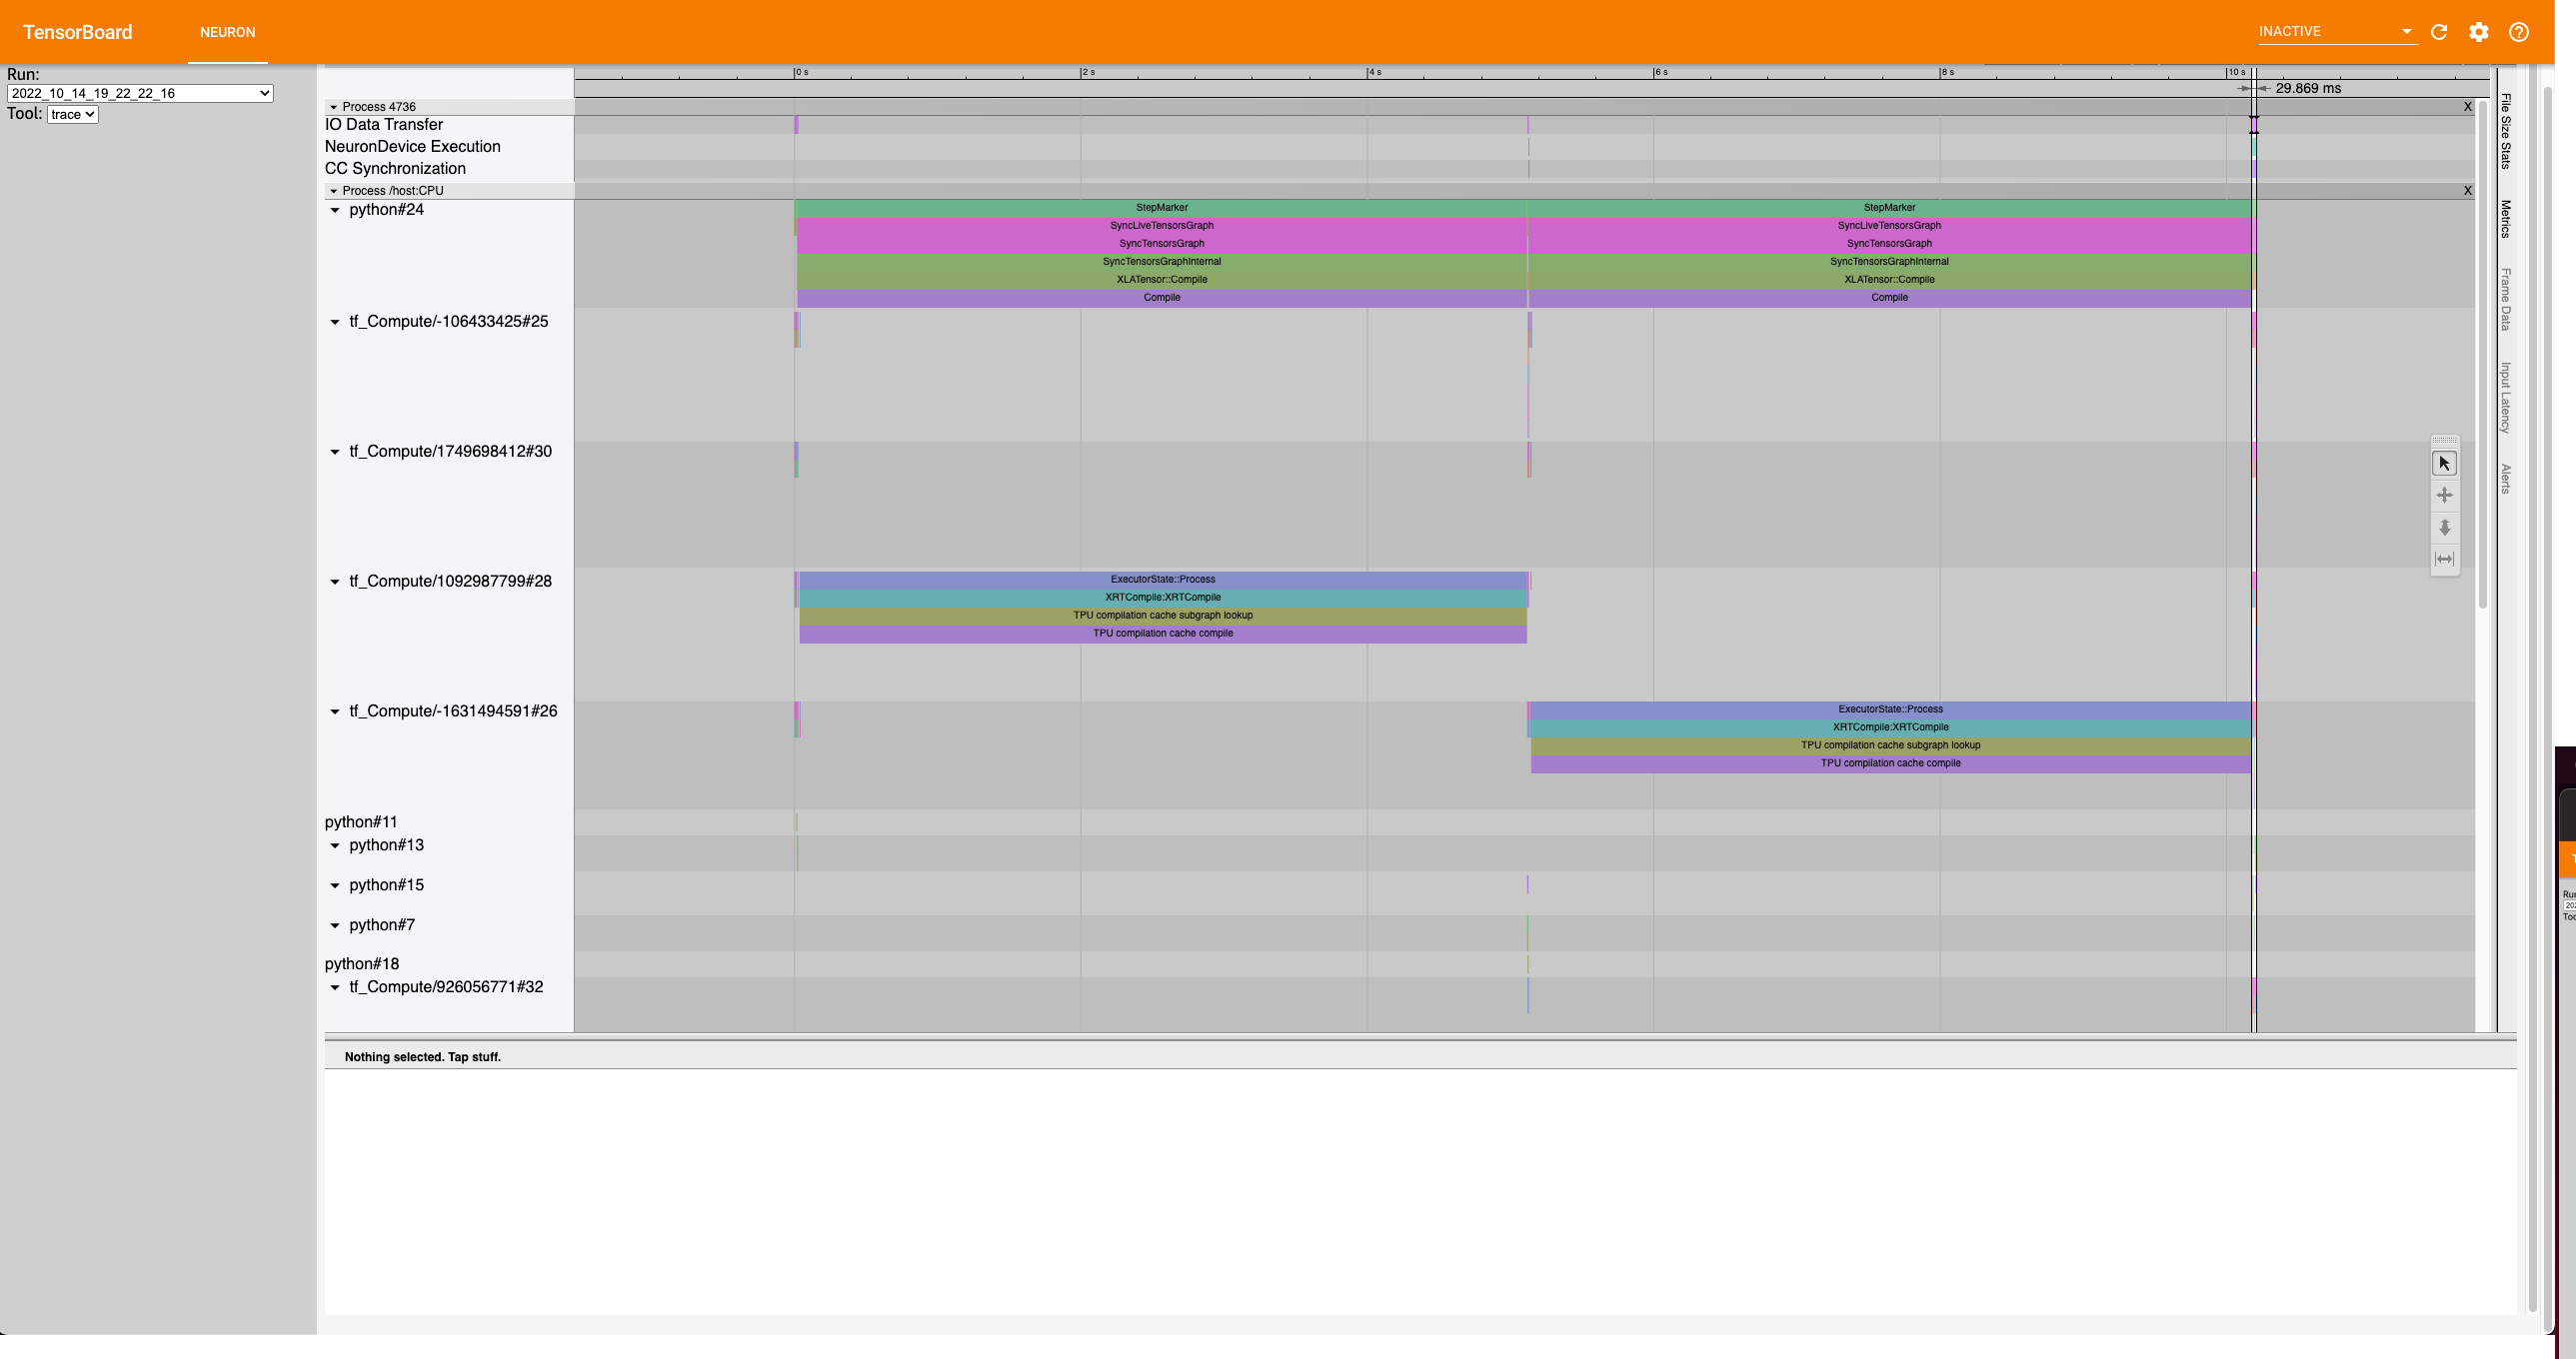 TensorBoard NEURON INACTIVE
Run:
2022_10_14_19_22_22_16
Tool: trace
0 s 2 s 4 s 6 s 8 s 10 s
29.869 ms
Process 4736 X
IO Data Transfer
NeuronDevice Execution
CC Synchronization
Process /host:CPU X
python#24
StepMarker StepMarker
SyncLiveTensorsGraph SyncLiveTensorsGraph
SyncTensorsGraph SyncTensorsGraph
SyncTensorsGraphInternal SyncTensorsGraphInternal
XLATensor::Compile XLATensor::Compile
Compile Compile
tf_Compute/-106433425#25
tf_Compute/1749698412#30
tf_Compute/1092987799#28
ExecutorState::Process
XRTCompile:XRTCompile
TPU compilation cache subgraph lookup
TPU compilation cache compile
tf_Compute/-1631494591#26
ExecutorState::Process
XRTCompile:XRTCompile
TPU compilation cache subgraph lookup
TPU compilation cache compile
python#11
python#13
python#15
python#7
python#18
tf_Compute/926056771#32
Nothing selected. Tap stuff.
File Size Stats
Metrics
Frame Data
Input Latency
Alerts